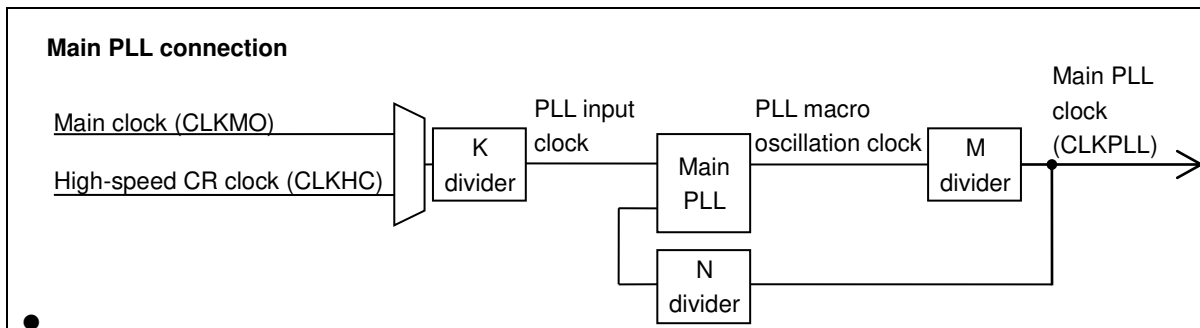 Main PLL connection
Main clock (CLKMO)
High-speed CR clock (CLKHC)
K
divider
PLL input
clock
Main
PLL
PLL macro
oscillation clock
M
divider
Main PLL
clock
(CLKPLL)
N
divider